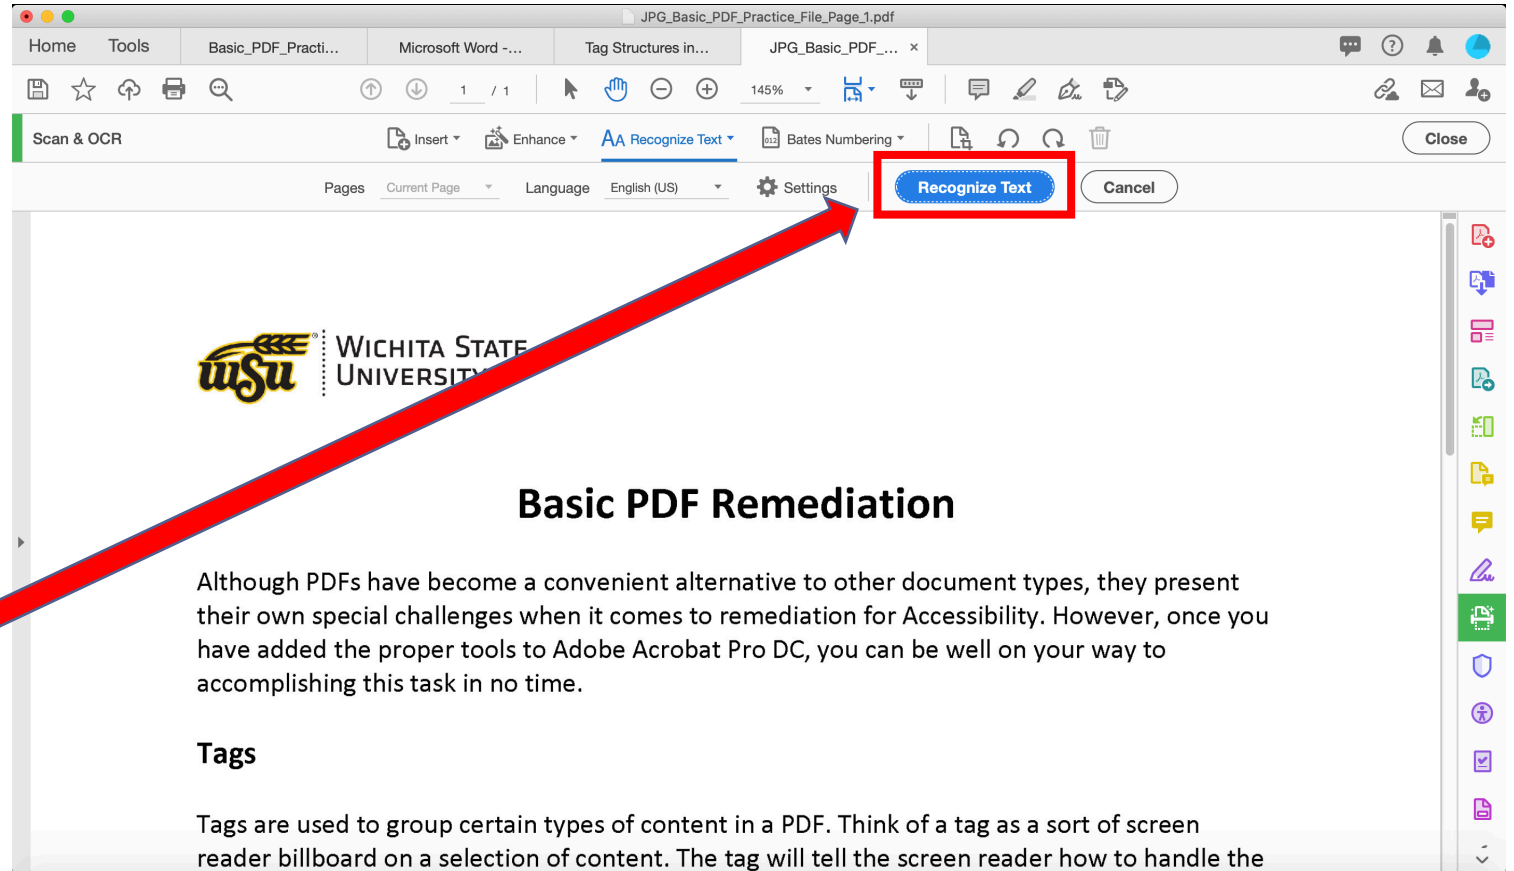 JPG_Basic_PDF_Practice_File_Page_1.pdf
Home Tools Basic_PDF_Practi... Microsoft Word -... Tag Structures in... JPG_Basic_PDF_... ×
1 / 1 145%
Scan & OCR Insert Enhance AA Recognize Text 012 Bates Numbering Close
Pages Current Page Language English (US) Settings Recognize Text Cancel
wsu
WICHITA STATE
UNIVERSITY
Basic PDF Remediation
Although PDFs have become a convenient alternative to other document types, they present
their own special challenges when it comes to remediation for Accessibility. However, once you
have added the proper tools to Adobe Acrobat Pro DC, you can be well on your way to
accomplishing this task in no time.
Tags
Tags are used to group certain types of content in a PDF. Think of a tag as a sort of screen
reader billboard on a selection of content. The tag will tell the screen reader how to handle the